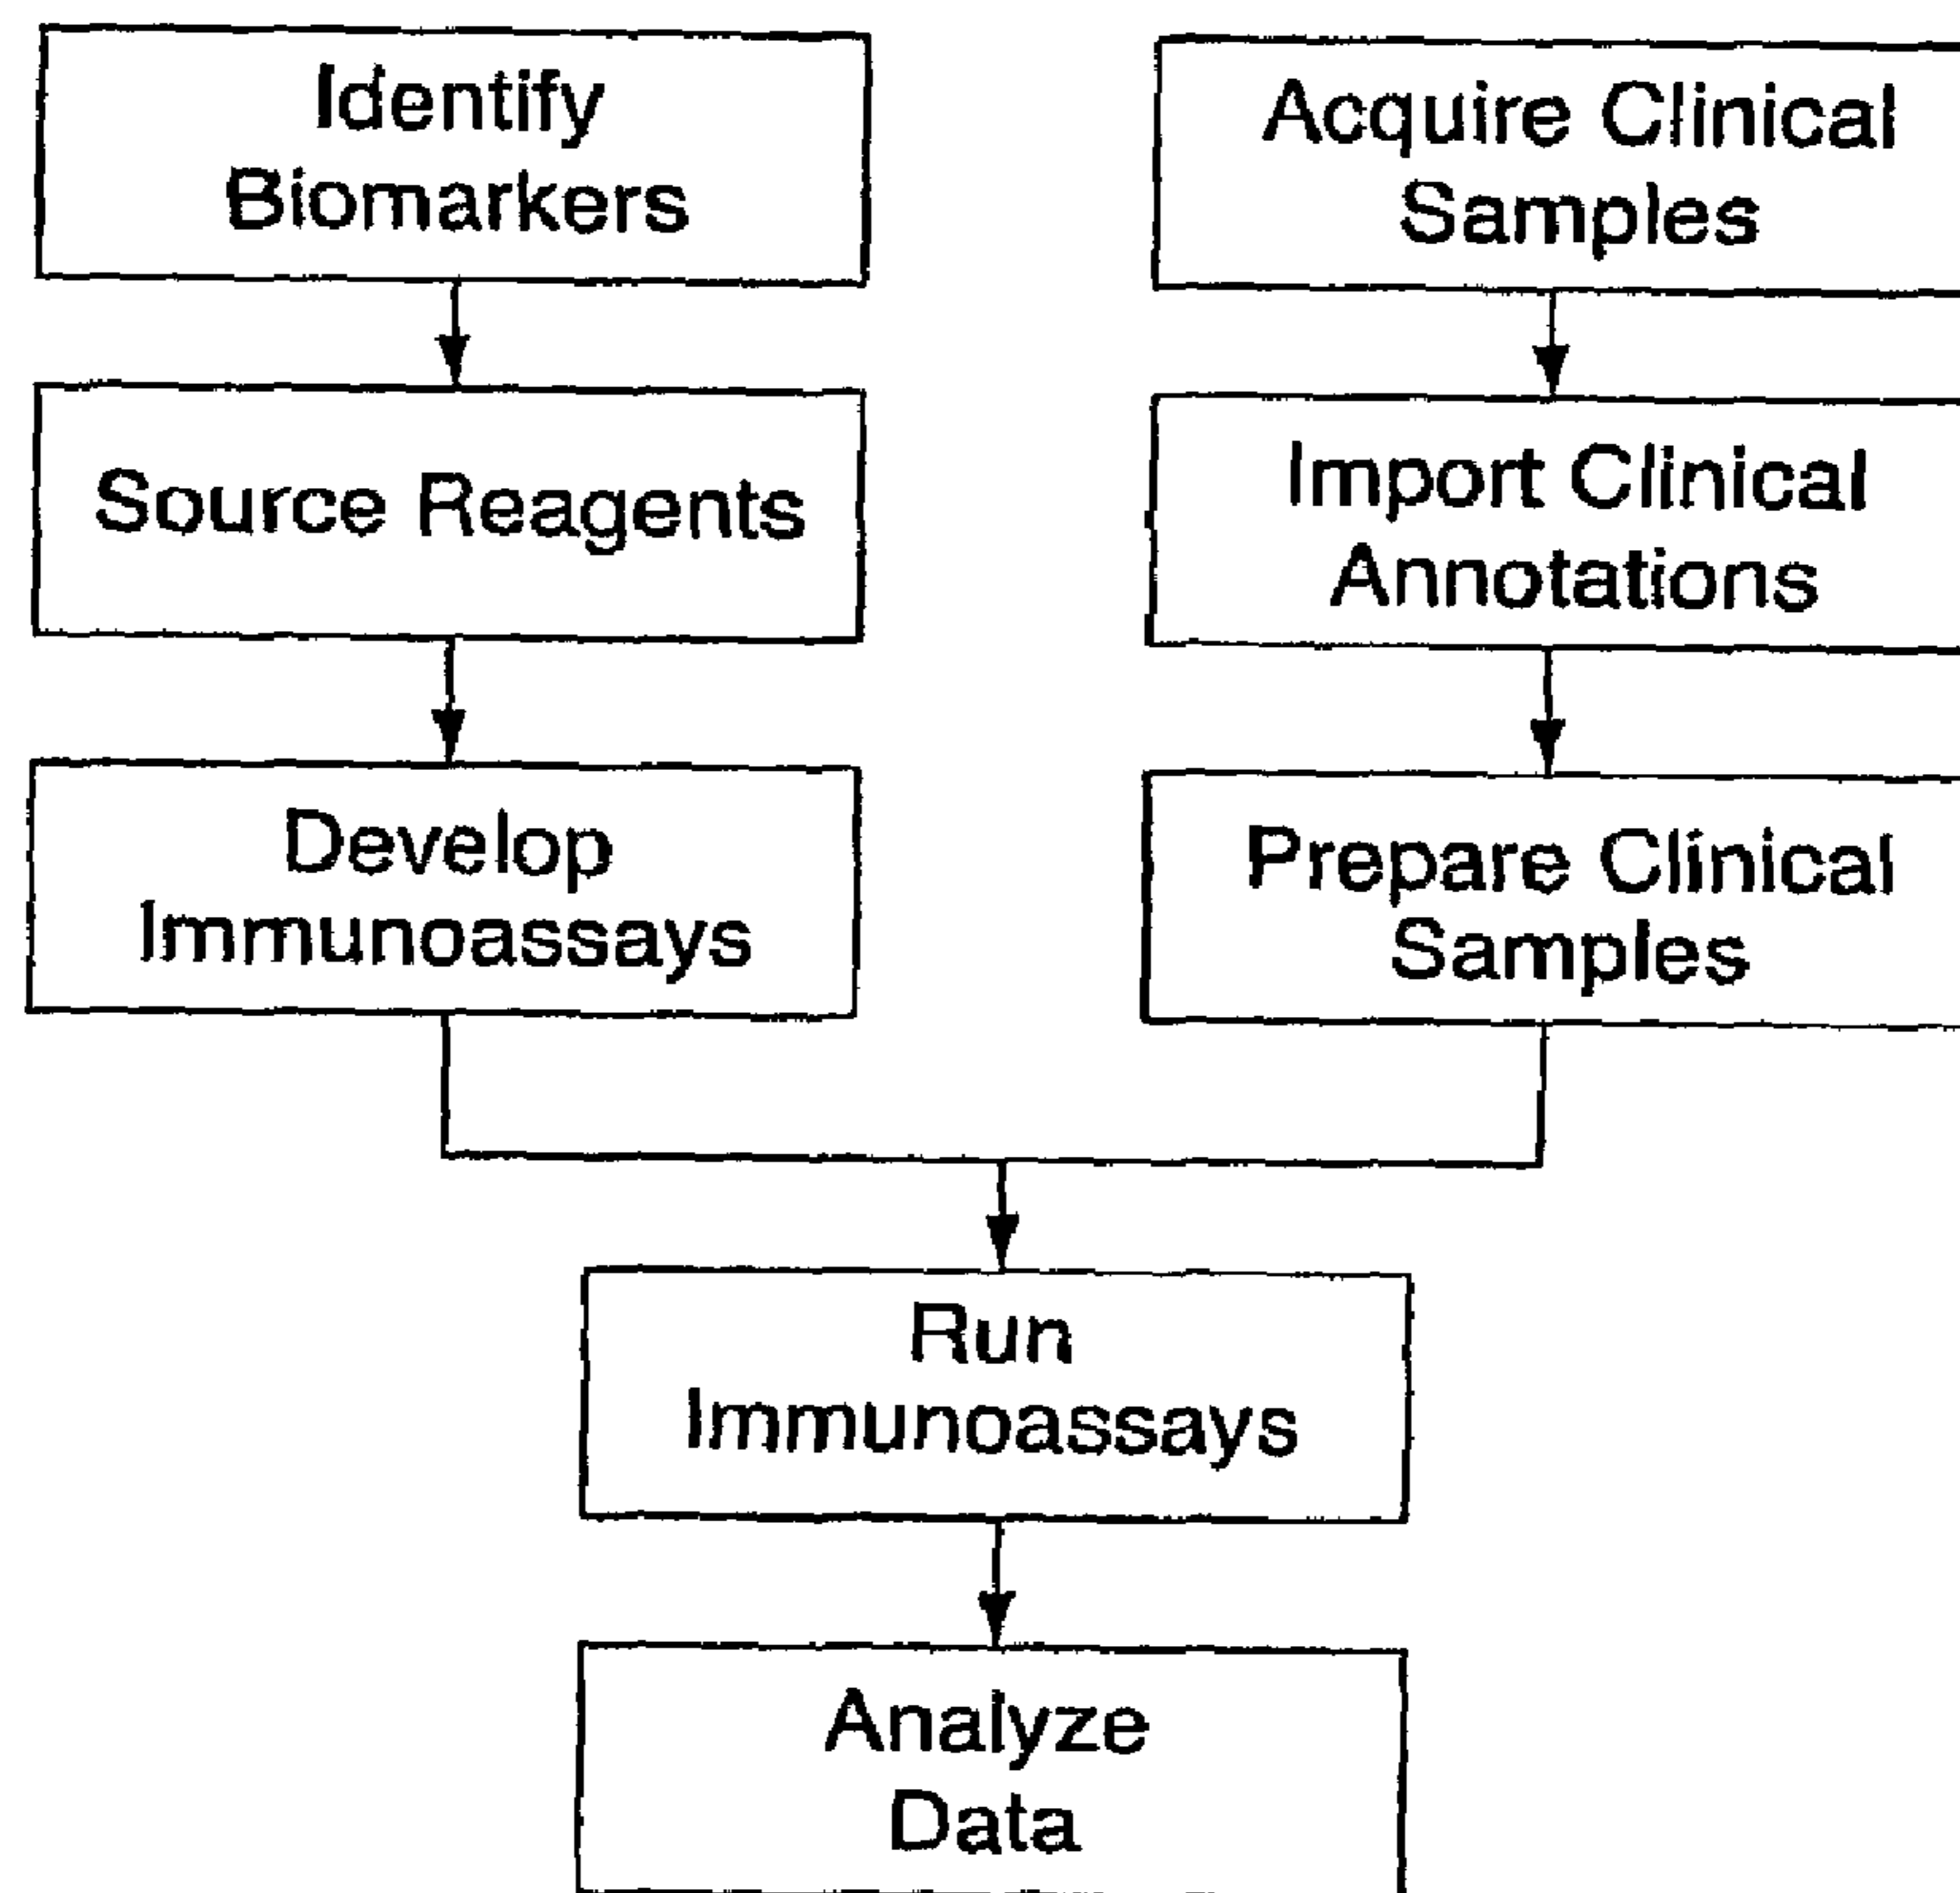 Identify
Biomarkers
Acquire Clinical
Samples
Source Reagents
Import Clinical
Annotations
Develop
Immunoassays
Prepare Clinical
Samples
Run
Immunoassays
Analyze
Data